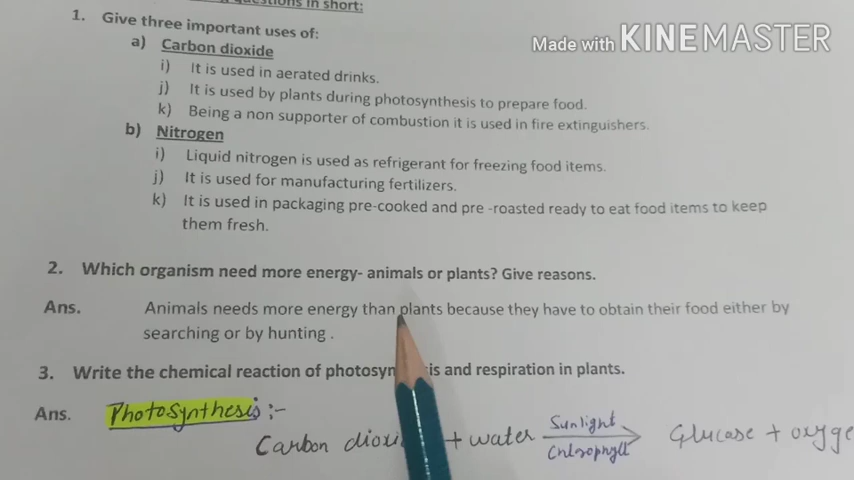 questions in short:
1. Give three important uses of:
Made with KINEMASTER
a) Carbon dioxide
i) It is used in aerated drinks.
j) It is used by plants during photosynthesis to prepare food.
k) Being a non supporter of combustion it is used in fire extinguishers.
b) Nitrogen
i) Liquid nitrogen is used as refrigerant for freezing food items.
j) It is used for manufacturing fertilizers.
k) It is used in packaging pre-cooked and pre -roasted ready to eat food items to keep
them fresh.
2. Which organism need more energy- animals or plants? Give reasons.
Ans. Animals needs more energy than plants because they have to obtain their food either by
searching or by hunting .
3. Write the chemical reaction of photosyn is and respiration in plants.
Ans. Photosynthesis :-
Carbon diox + water Sunlight Chlorophyll Glucose + oxyge